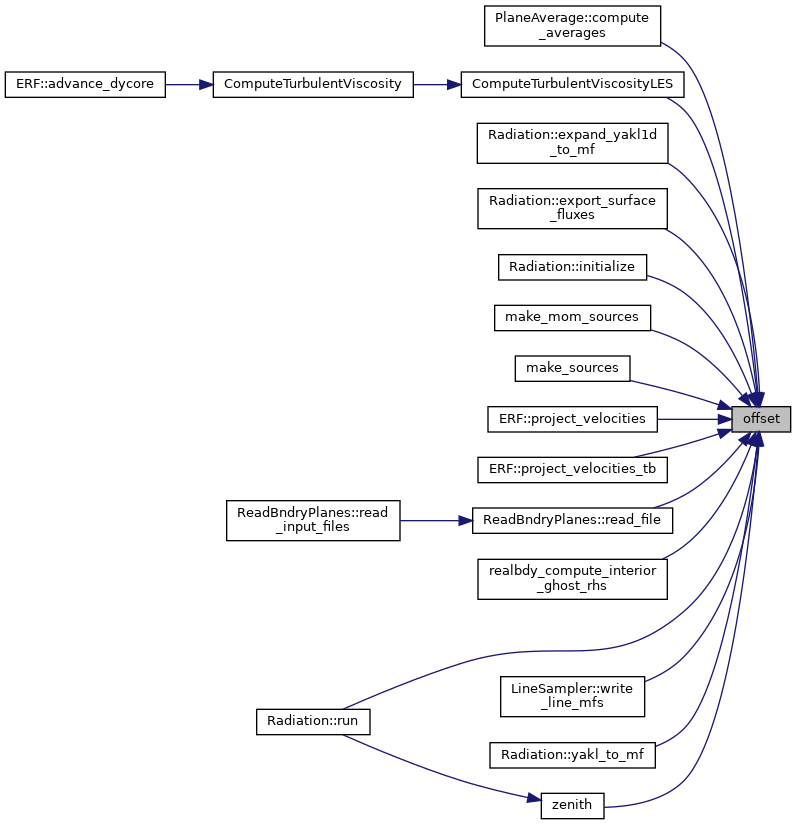 PlaneAverage::compute
_averages
ERF::advance_dycore
ComputeTurbulentViscosity
ComputeTurbulentViscosityLES
Radiation::expand_yakl1d
_to_mf
Radiation::export_surface
_fluxes
Radiation::initialize
make_mom_sources
make_sources
offset
ERF::project_velocities
ERF::project_velocities_tb
ReadBndryPlanes::read
_input_files
ReadBndryPlanes::read_file
realbdy_compute_interior
_ghost_rhs
LineSampler::write
_line_mfs
Radiation::run
Radiation::yakl_to_mf
zenith